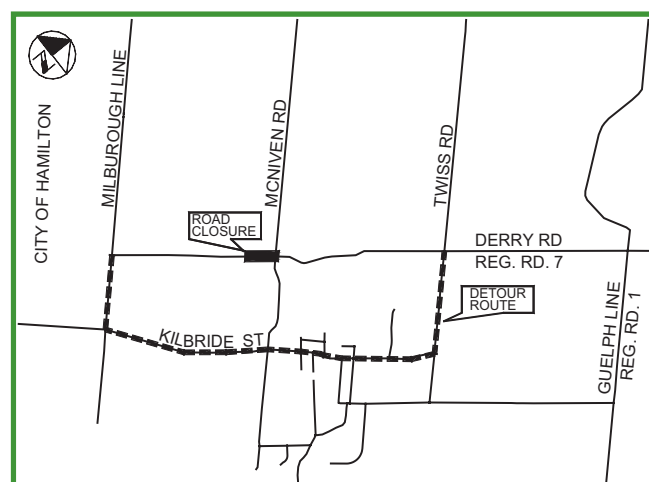 N
CITY OF HAMILTON
MILBOROUGH LINE
MCNIVEN RD
TWISS RD
ROAD
CLOSURE
DERRY RD
REG. RD. 7
DETOUR
ROUTE
KILBRIDE ST
GUELPH LINE
REG. RD. 1